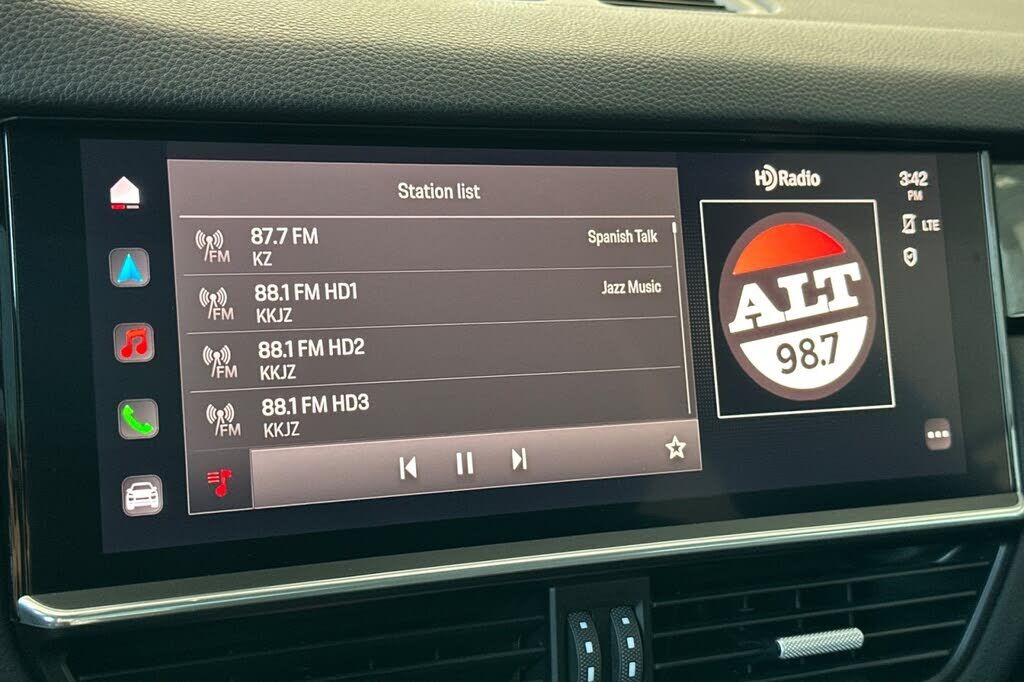 Station list
FM
87.7 FM
KZ
Spanish Talk
FM
88.1 FM HD1
KKJZ
Jazz Music
FM
88.1 FM HD2
KKJZ
FM
88.1 FM HD3
KKJZ
HD Radio
ALT
98.7
3:42
PM
LTE